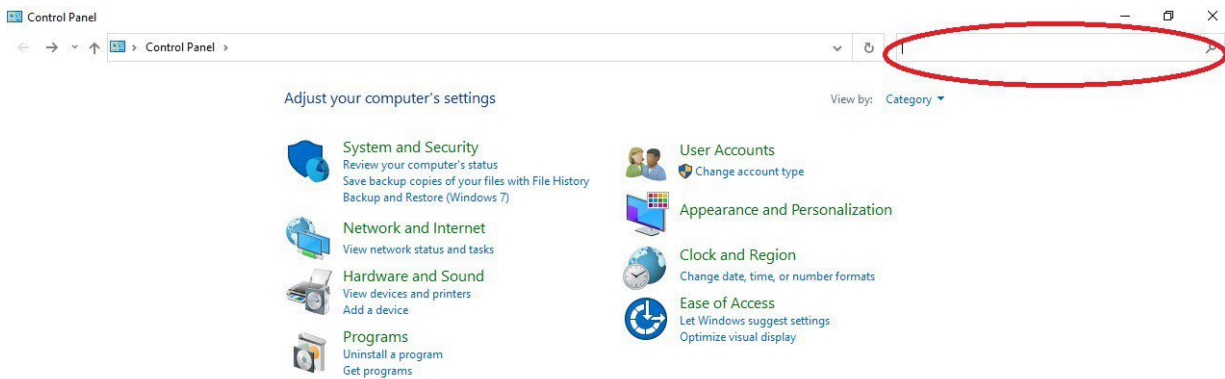 Control Panel
Control Panel
Adjust your computer's settings
View by: Category
System and Security
Review your computer's status
Save backup copies of your files with File History
Backup and Restore (Windows 7)
Network and Internet
View network status and tasks
Hardware and Sound
View devices and printers
Add a device
Programs
Uninstall a program
Get programs
User Accounts
Change account type
Appearance and Personalization
Clock and Region
Change date, time, or number formats
Ease of Access
Let Windows suggest settings
Optimize visual display